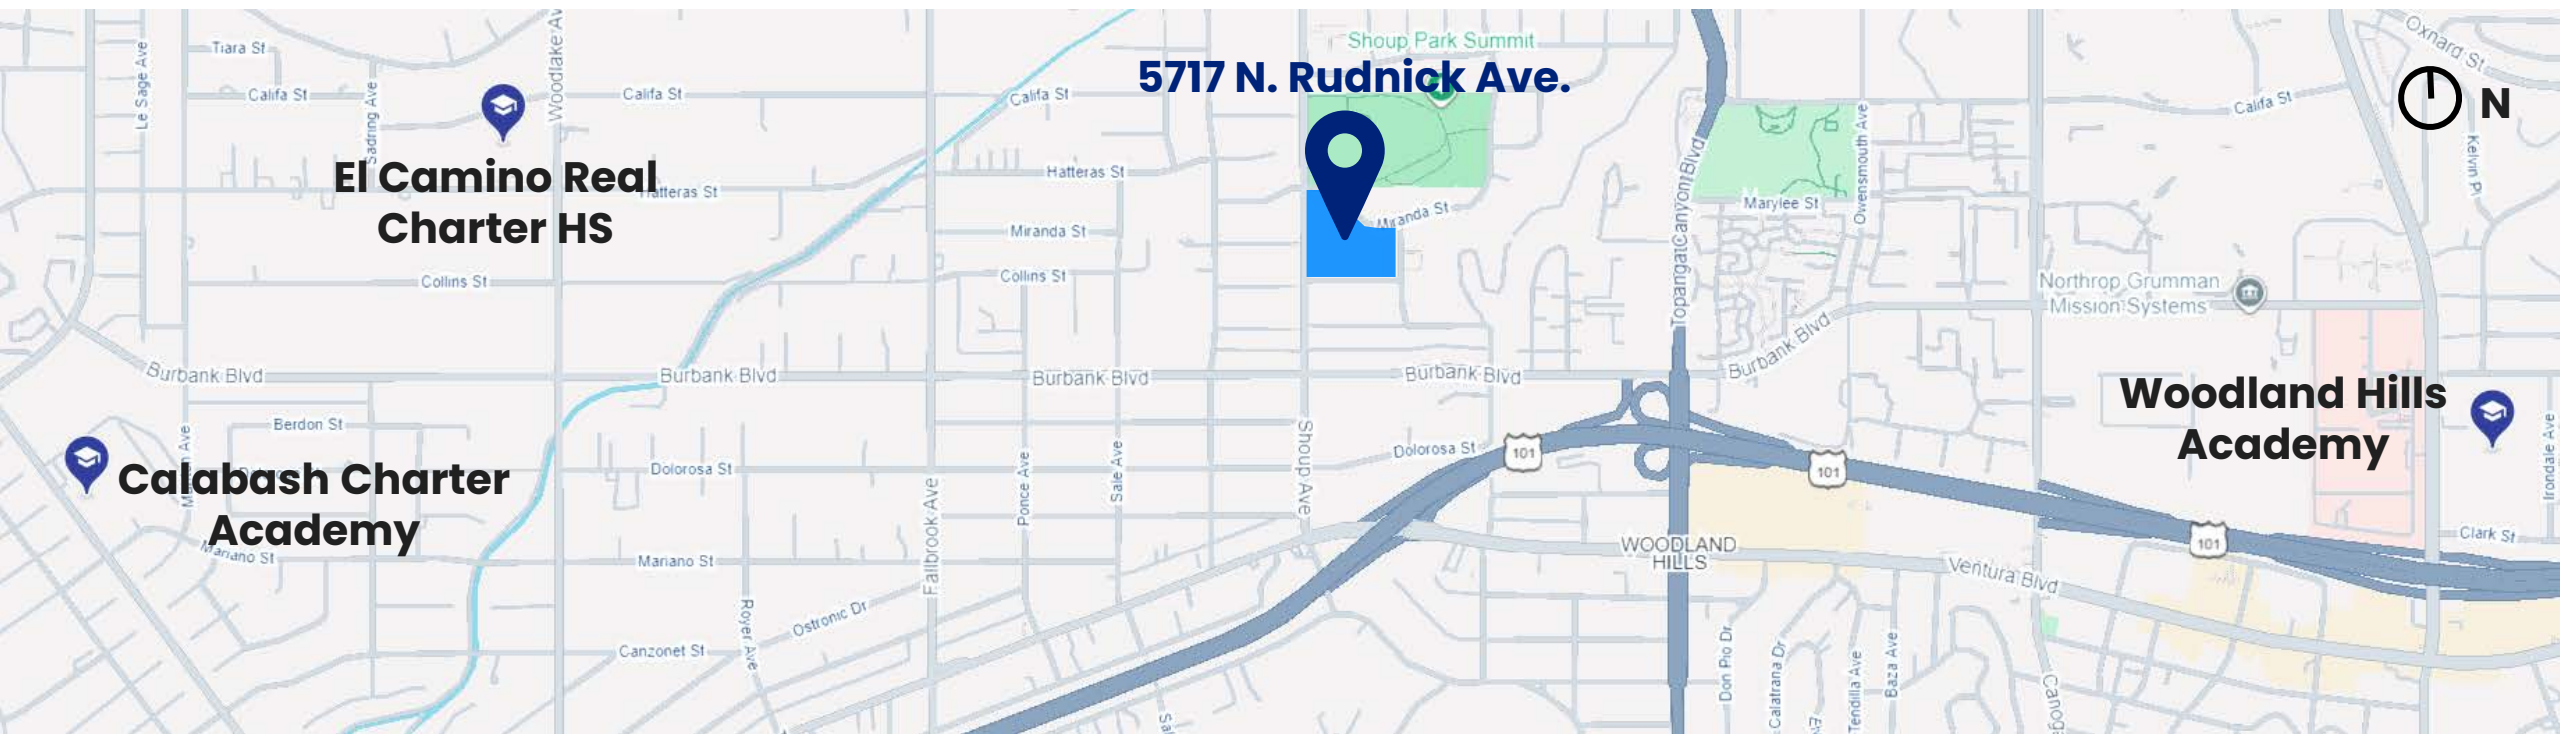 Shoup Park Summit
5717 N. Rudnick Ave.
N
Oxnard St
Tiara St
Le Sage Ave
Califa St
Sadring Ave
Woodlake Av
Califa St
Califa St
Califa St
Kelvin Pl
El Camino Real
Charter HS
Hatteras St
Hatteras St
Miranda St
Miranda St
Marylee St
Owensmouth Ave
Topanga Canyon Blvd
Collins St
Collins St
Northrop Grumman
Mission Systems
Burbank Blvd
Burbank Blvd
Burbank Blvd
Burbank Blvd
Burbank Blvd
Woodland Hills
Academy
Irondale Ave
Berdon St
Calabash Charter
Academy
Dolorosa St
Dolorosa St
Ponce Ave
Sale Ave
Shoup Ave
Fallbrook Ave
101
101
101
Clark St
WOODLAND
HILLS
Ventura Blvd
Mariano St
Mariano St
Royer Ave
Ostronic Dr
Canzonet St
Don Pio Dr
Calatrana Dr
Tendilla Ave
Baza Ave
Canoga
Sa